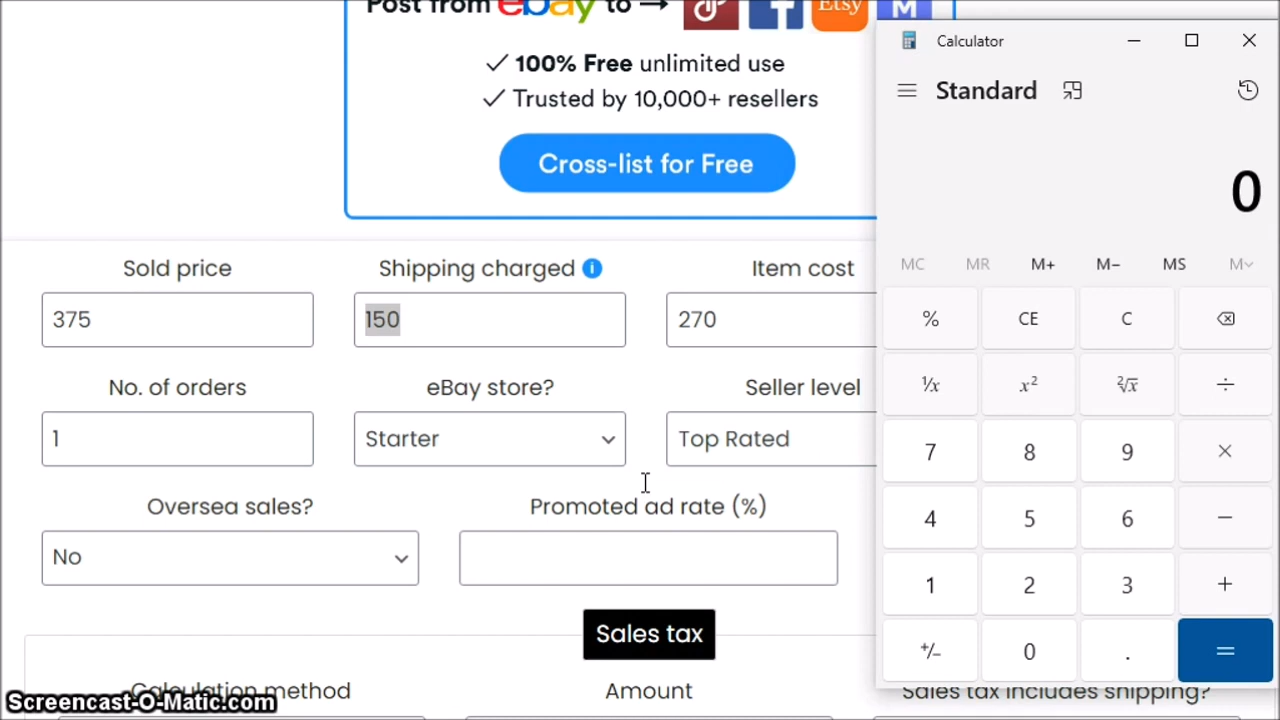 Post from ebay to → Etsy M
✓ 100% Free unlimited use
✓ Trusted by 10,000+ resellers
Cross-list for Free
Sold price
Shipping charged i
Item cost
375
150
270
No. of orders
eBay store?
Seller level
1
Starter
Top Rated
Oversea sales?
Promoted ad rate (%)
No
Sales tax
Calculation method
Amount
Sales tax includes shipping?
Screencast-O-Matic.com
Calculator
Standard
0
MC MR M+ M− MS M
% CE C
¹/x x² ²√x ÷
7 8 9 ×
4 5 6 −
1 2 3 +
+/− 0 . =